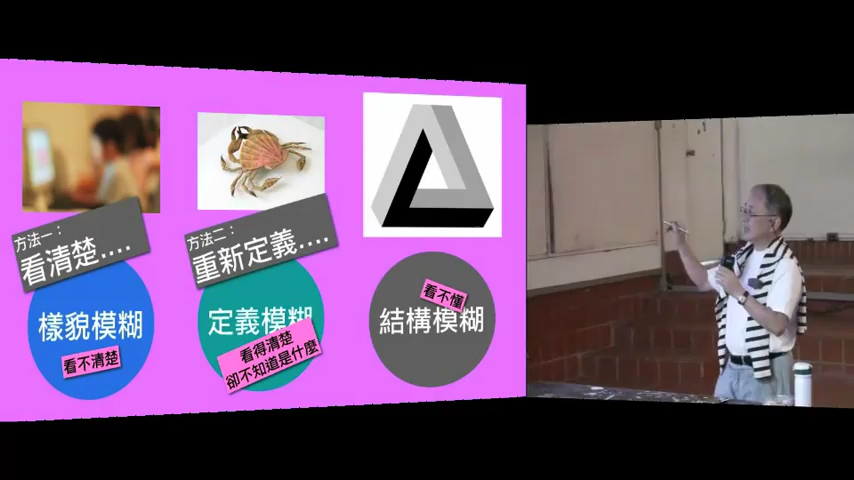 方法一：
看清楚....
樣貌模糊
看不清楚
方法二：
重新定義....
定義模糊
看得清楚
卻不知道是什麼
看不懂
結構模糊